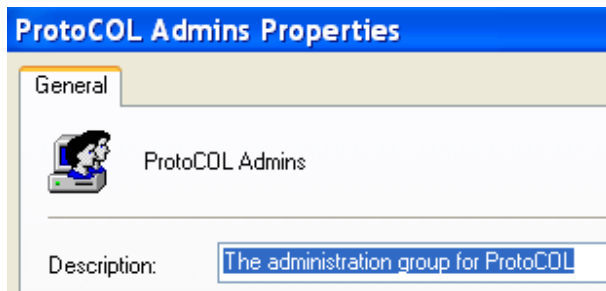 ProtoCOL Admins Properties
General
ProtoCOL Admins
Description: The administration group for ProtoCOL